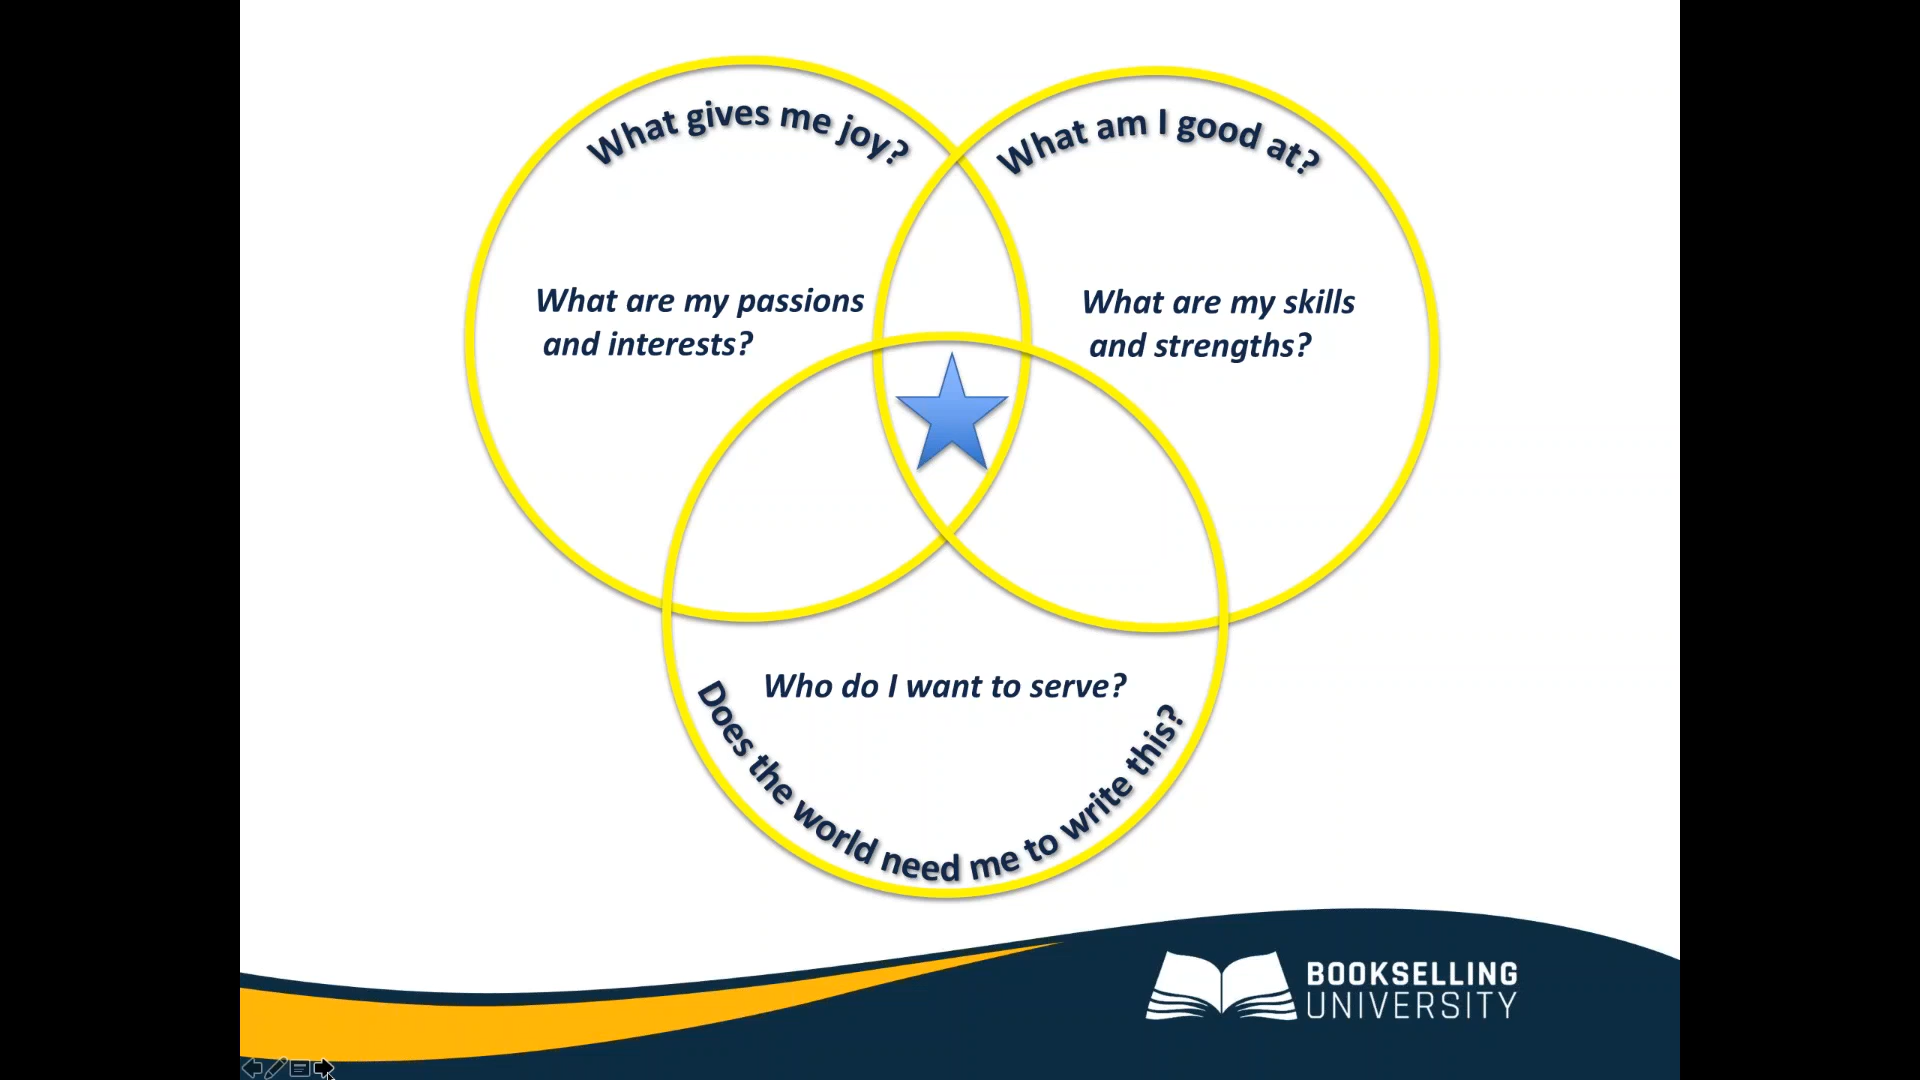 What gives me joy?
What am I good at?
What are my passions
and interests?
What are my skills
and strengths?
Who do I want to serve?
Does the world need me to write this?
BOOKSELLING
UNIVERSITY